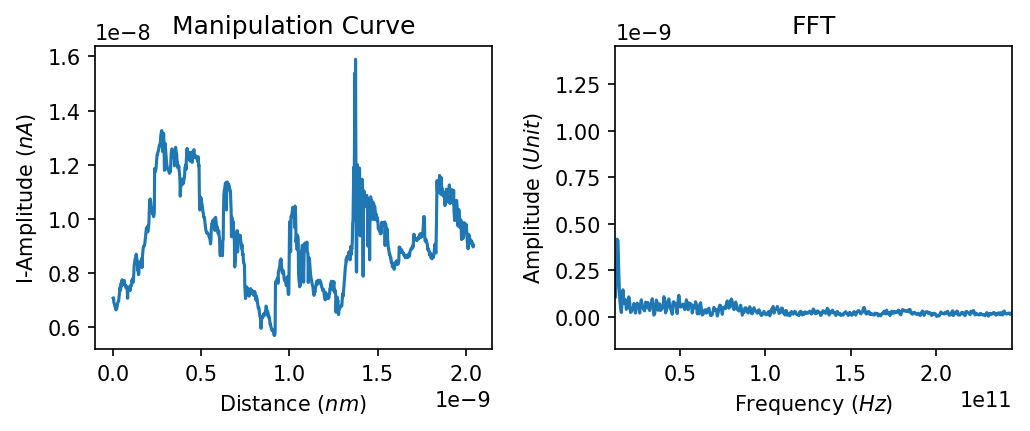 Manipulation Curve
1e−8
1.6
1.4
1.2
1.0
0.8
0.6
I-Amplitude (nA)
0.0 0.5 1.0 1.5 2.0
1e−9
Distance (nm)
FFT
1e−9
1.25
1.00
0.75
0.50
0.25
0.00
Amplitude (Unit)
0.5 1.0 1.5 2.0
1e11
Frequency (Hz)